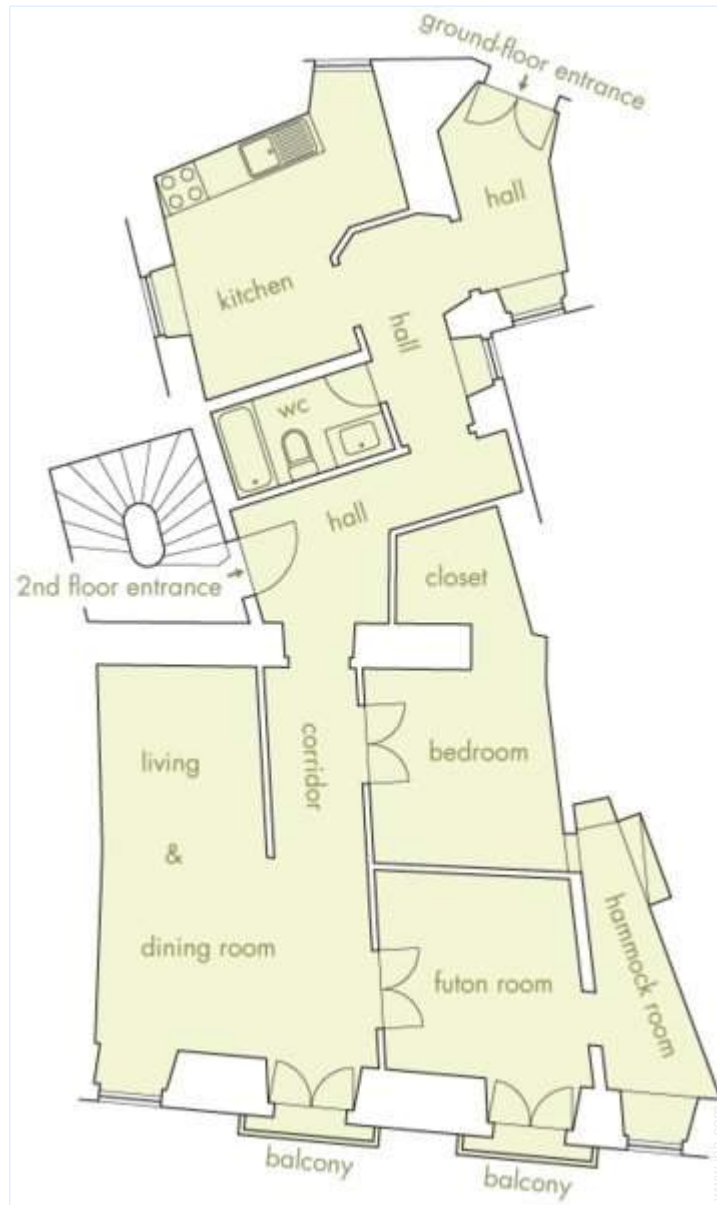 ground-floor entrance
hall
kitchen
hall
wc
hall
2nd floor entrance
closet
living
corridor
bedroom
&
dining room
futon room
hammock room
balcony
balcony